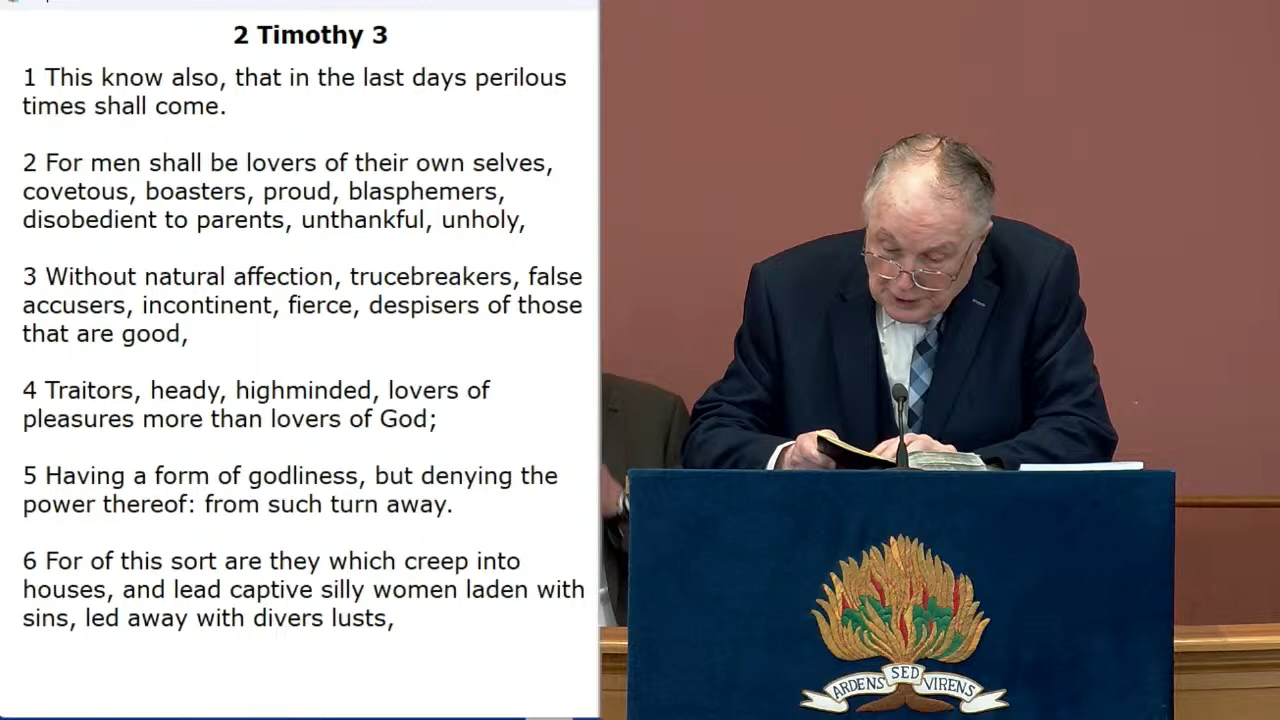 2 Timothy 3
1 This know also, that in the last days perilous
times shall come.
2 For men shall be lovers of their own selves,
covetous, boasters, proud, blasphemers,
disobedient to parents, unthankful, unholy,
3 Without natural affection, trucebreakers, false
accusers, incontinent, fierce, despisers of those
that are good,
4 Traitors, heady, highminded, lovers of
pleasures more than lovers of God;
5 Having a form of godliness, but denying the
power thereof: from such turn away.
6 For of this sort are they which creep into
houses, and lead captive silly women laden with
sins, led away with divers lusts,
ARDENS SED VIRENS